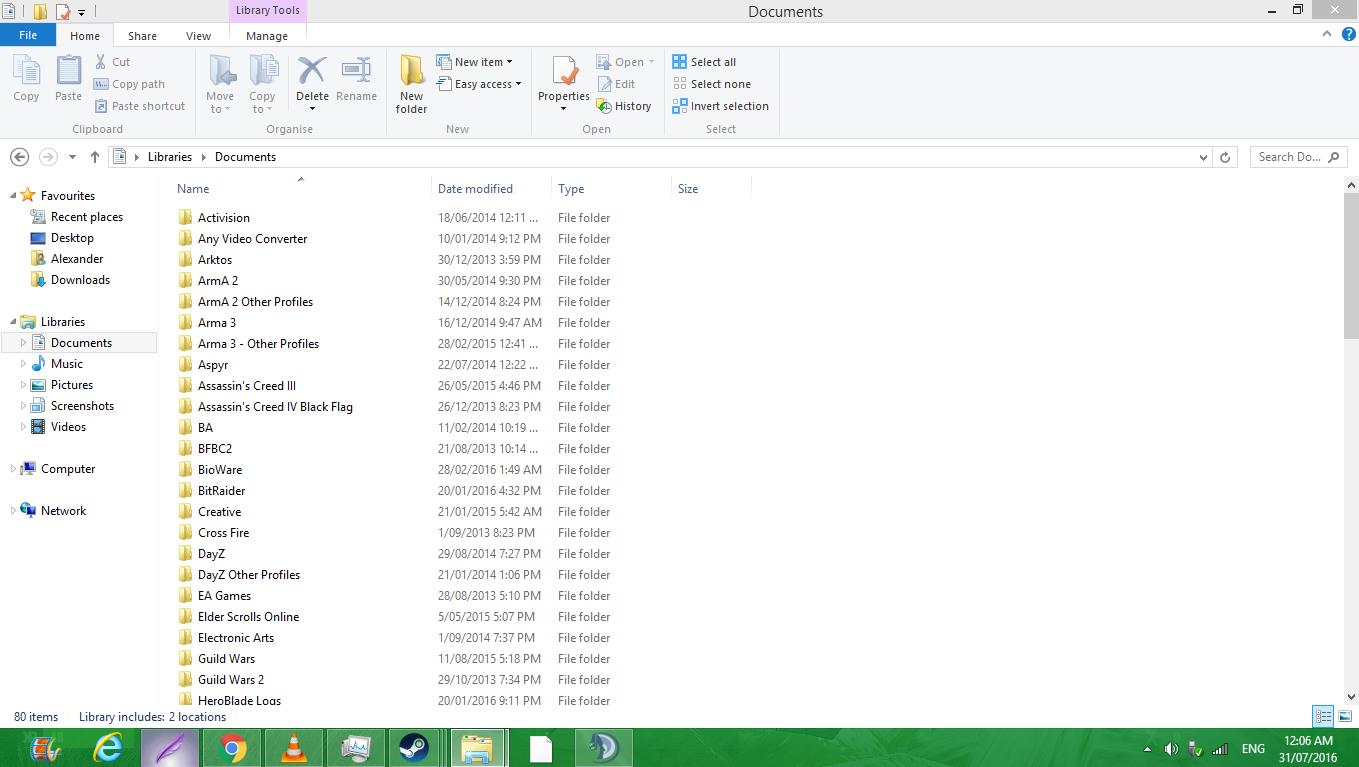 Library Tools
Documents
File Home Share View Manage
Copy
Paste
Cut
Copy path
Paste shortcut
Clipboard
Move to
Copy to
Delete
Rename
Organise
New folder
New item
Easy access
New
Properties
Open
Edit
History
Open
Select all
Select none
Invert selection
Select
Libraries Documents
Search Do...
Favourites
Recent places
Desktop
Alexander
Downloads
Libraries
Documents
Music
Pictures
Screenshots
Videos
Computer
Network
Name Date modified Type Size
Activision 18/06/2014 12:11 ... File folder
Any Video Converter 10/01/2014 9:12 PM File folder
Arktos 30/12/2013 3:59 PM File folder
ArmA 2 30/05/2014 9:30 PM File folder
ArmA 2 Other Profiles 14/12/2014 8:24 PM File folder
Arma 3 16/12/2014 9:47 AM File folder
Arma 3 - Other Profiles 28/02/2015 12:41 ... File folder
Aspyr 22/07/2014 12:22 ... File folder
Assassin's Creed III 26/05/2015 4:46 PM File folder
Assassin's Creed IV Black Flag 26/12/2013 8:23 PM File folder
BA 11/02/2014 10:19 ... File folder
BFBC2 21/08/2013 10:14 ... File folder
BioWare 28/02/2016 1:49 AM File folder
BitRaider 20/01/2016 4:32 PM File folder
Creative 21/01/2015 5:42 AM File folder
Cross Fire 1/09/2013 8:23 PM File folder
DayZ 29/08/2014 7:27 PM File folder
DayZ Other Profiles 21/01/2014 1:06 PM File folder
EA Games 28/08/2013 5:10 PM File folder
Elder Scrolls Online 5/05/2015 5:07 PM File folder
Electronic Arts 1/09/2014 7:37 PM File folder
Guild Wars 11/08/2015 5:18 PM File folder
Guild Wars 2 29/10/2013 7:34 PM File folder
HeroBlade Logs 20/01/2016 9:11 PM File folder
80 items Library includes: 2 locations
ENG
12:06 AM
31/07/2016